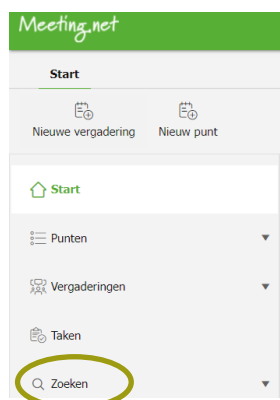 Meeting.net
Start
Nieuwe vergadering Nieuw punt
Start
Punten
Vergaderingen
Taken
Zoeken